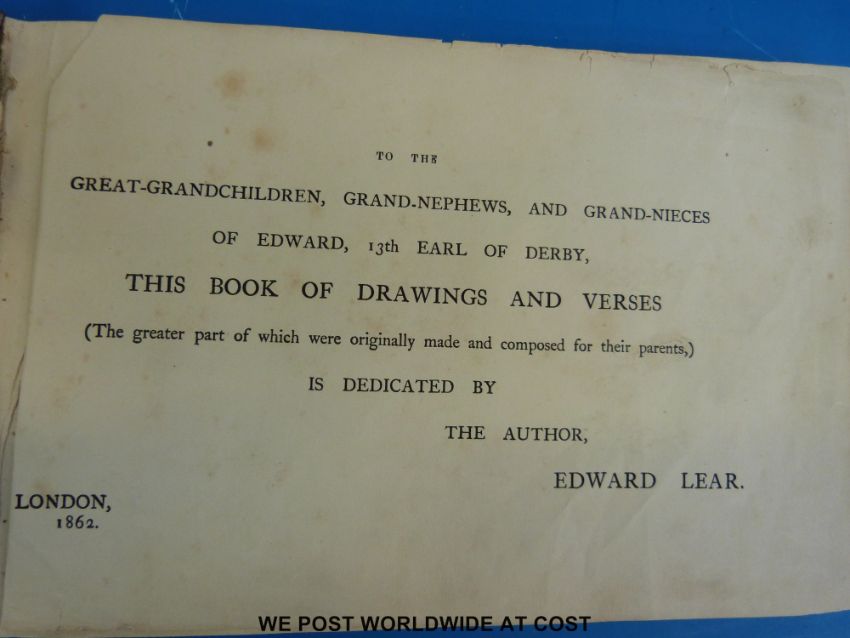 TO THE
GREAT-GRANDCHILDREN, GRAND-NEPHEWS, AND GRAND-NIECES
OF EDWARD, 13th EARL OF DERBY,
THIS BOOK OF DRAWINGS AND VERSES
(The greater part of which were originally made and composed for their parents,)
IS DEDICATED BY
THE AUTHOR,
EDWARD LEAR.
LONDON,
1862.
WE POST WORLDWIDE AT COST